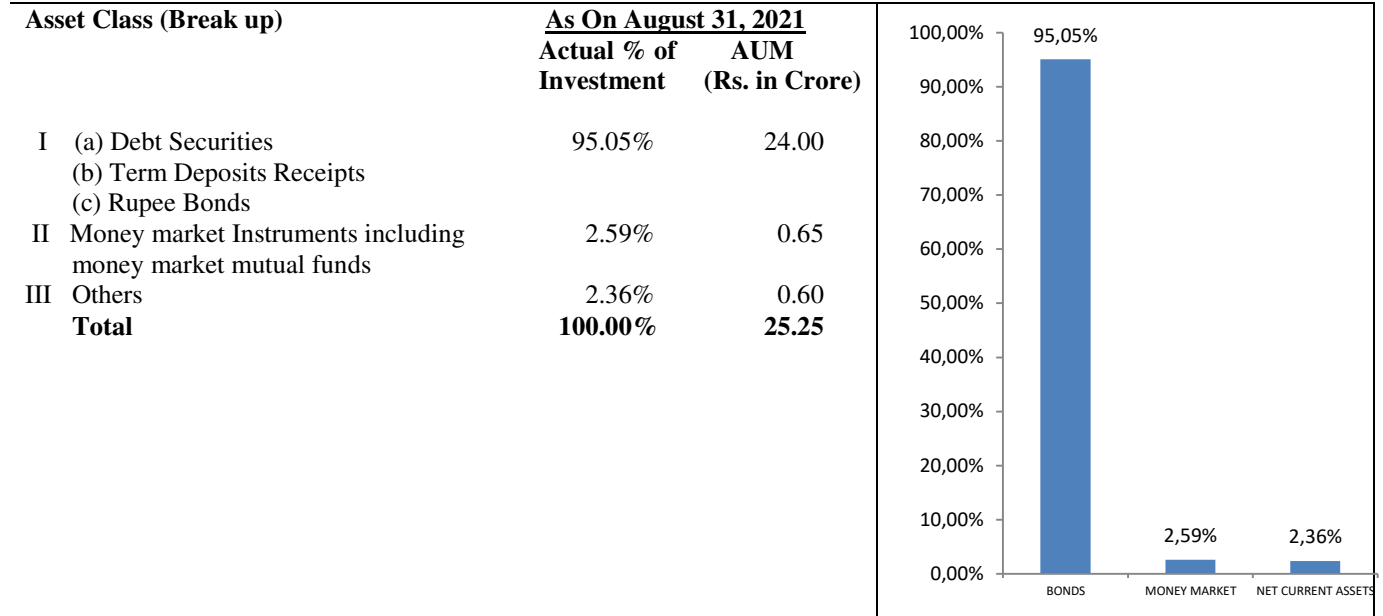 Asset Class (Break up) As On August 31, 2021
Actual % of AUM
Investment (Rs. in Crore)
I (a) Debt Securities 95.05% 24.00
(b) Term Deposits Receipts
(c) Rupee Bonds
II Money market Instruments including 2.59% 0.65
money market mutual funds
III Others 2.36% 0.60
Total 100.00% 25.25
100,00%
90,00%
80,00%
70,00%
60,00%
50,00%
40,00%
30,00%
20,00%
10,00%
0,00%
95,05%
2,59% 2,36%
BONDS MONEY MARKET NET CURRENT ASSETS